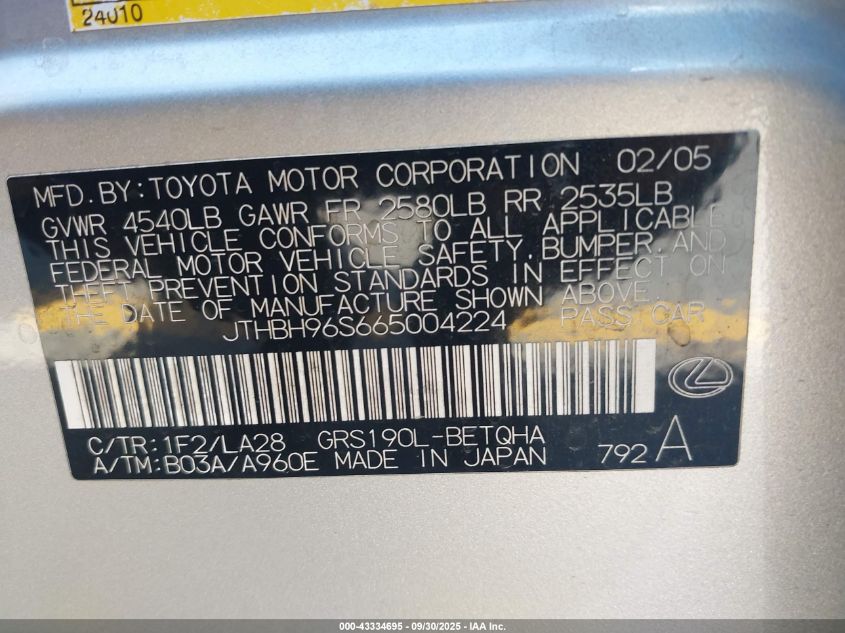 24U10
MFD. BY: TOYOTA MOTOR CORPORATION 02/05
GVWR 4540LB GAWR FR 2580LB RR 2535LB
THIS VEHICLE CONFORMS TO ALL APPLICABLE
FEDERAL MOTOR VEHICLE SAFETY, BUMPER, AND
THEFT PREVENTION STANDARDS IN EFFECT ON
THE DATE OF MANUFACTURE SHOWN ABOVE.
JTHBH96S665004224 PASS. CAR
C/TR: 1F2/LA28 GRS190L-BETQHA
A/TM: B03A/A960E MADE IN JAPAN 792 A
000-43334695 - 09/30/2025 - IAA Inc.